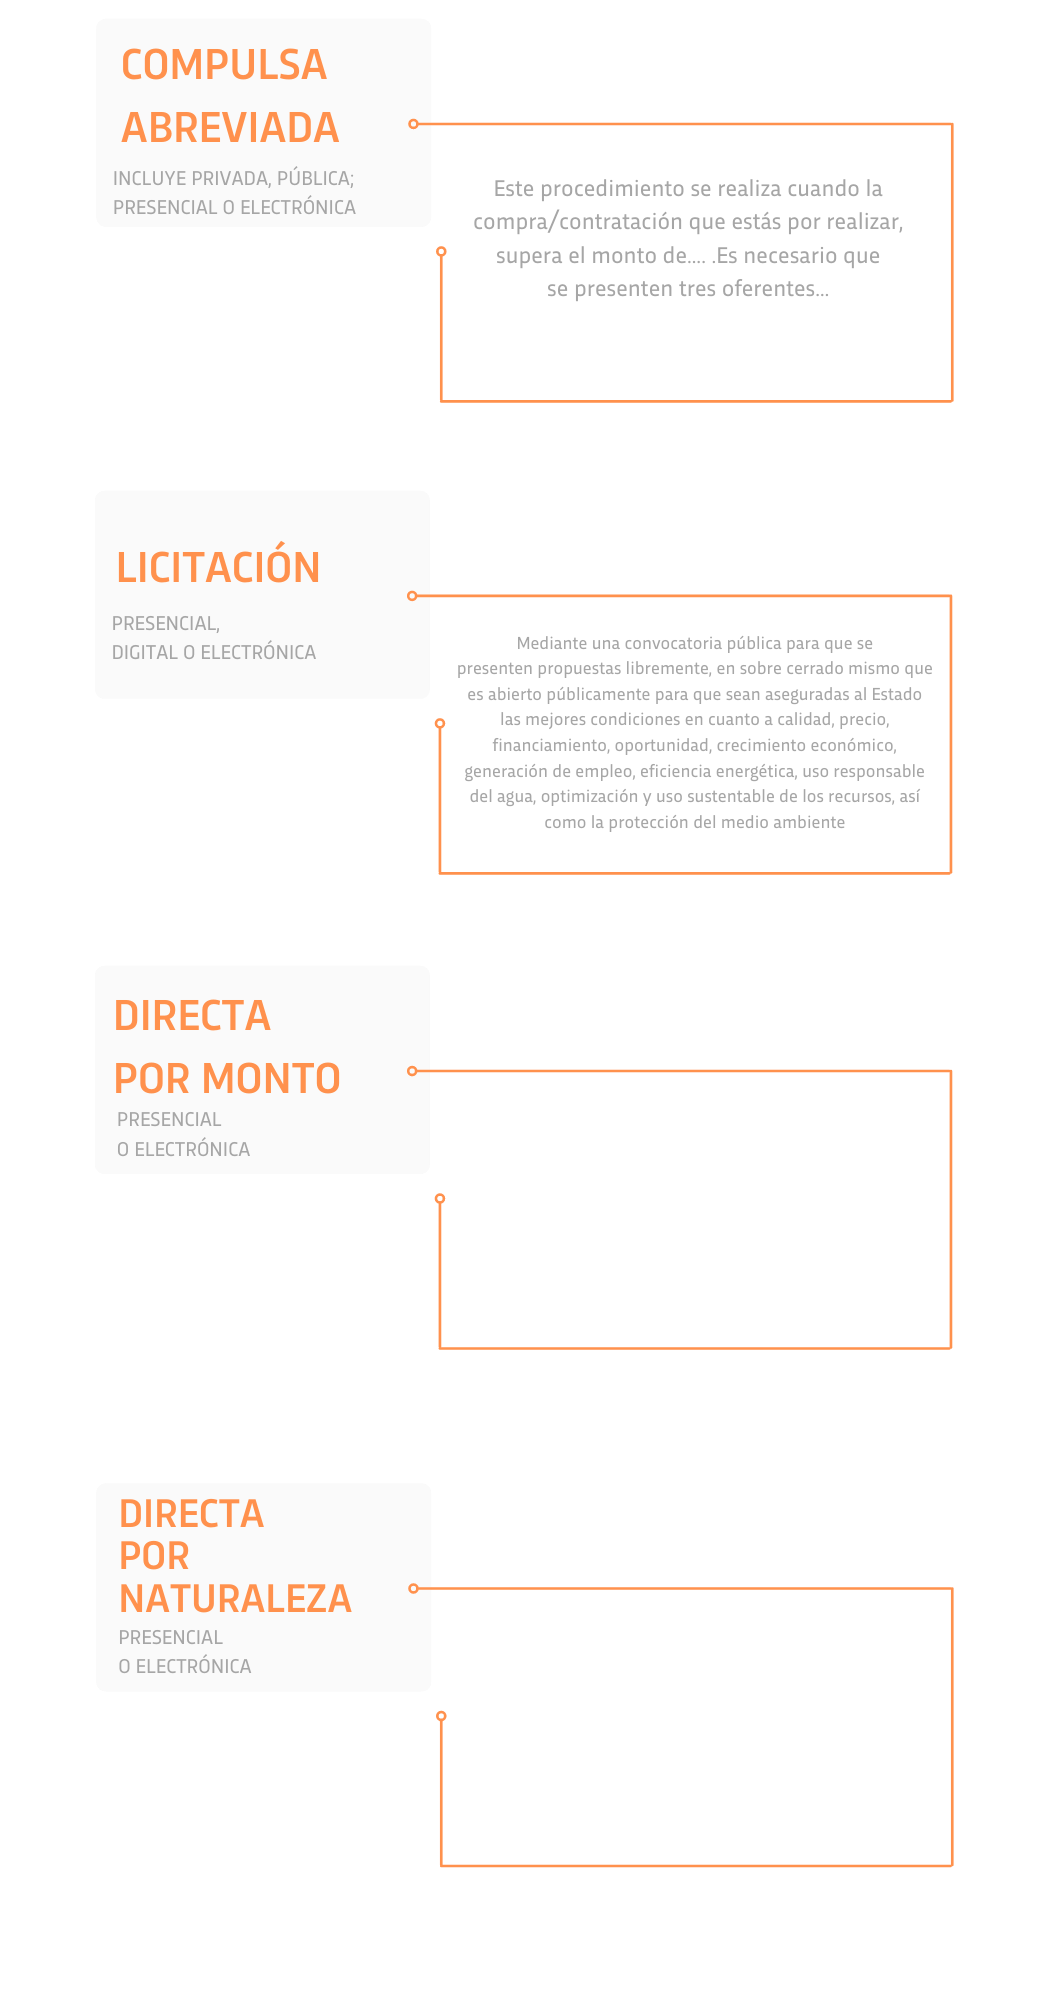 COMPULSA
ABREVIADA
INCLUYE PRIVADA, PÚBLICA;
PRESENCIAL O ELECTRÓNICA
Este procedimiento se realiza cuando la
compra/contratación que estás por realizar,
supera el monto de.... .Es necesario que
se presenten tres oferentes...
LICITACIÓN
PRESENCIAL,
DIGITAL O ELECTRÓNICA
Mediante una convocatoria pública para que se
presenten propuestas libremente, en sobre cerrado mismo que
es abierto públicamente para que sean aseguradas al Estado
las mejores condiciones en cuanto a calidad, precio,
financiamiento, oportunidad, crecimiento económico,
generación de empleo, eficiencia energética, uso responsable
del agua, optimización y uso sustentable de los recursos, así
como la protección del medio ambiente
DIRECTA
POR MONTO
PRESENCIAL
O ELECTRÓNICA
DIRECTA
POR
NATURALEZA
PRESENCIAL
O ELECTRÓNICA